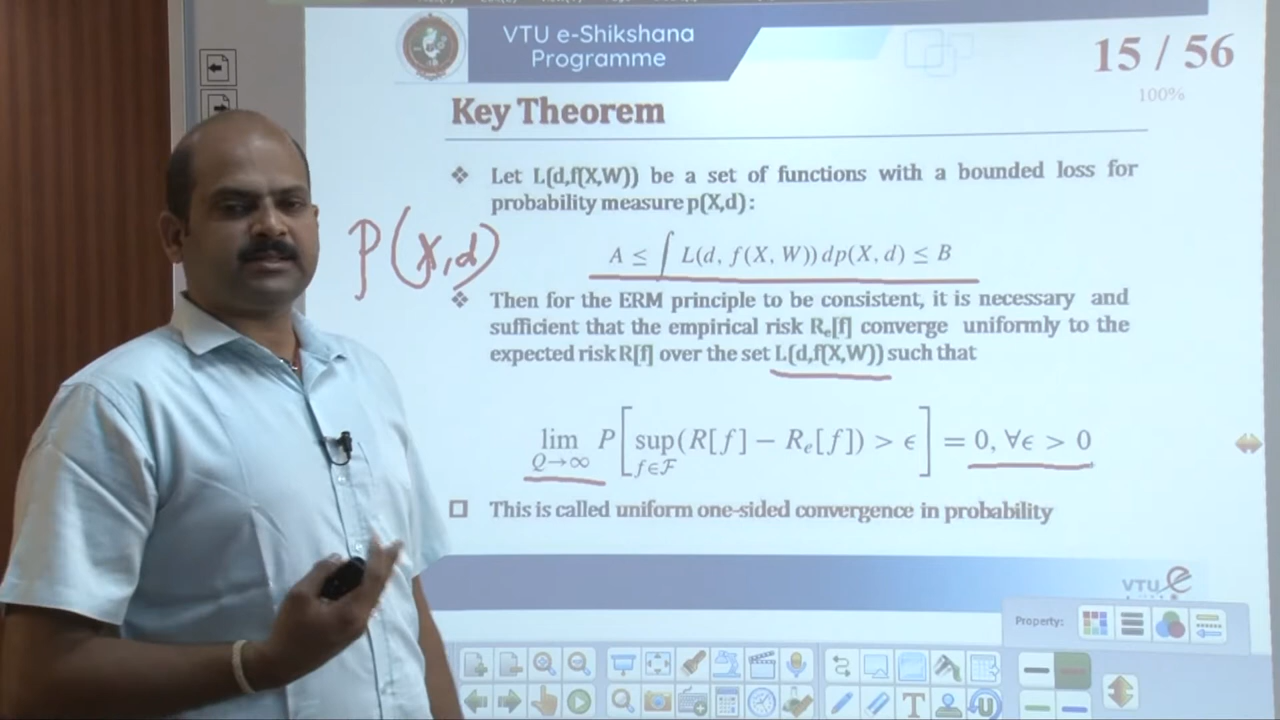 VTU e-Shikshana
Programme
15 / 56
100%
Key Theorem
❖ Let L(d,f(X,W)) be a set of functions with a bounded loss for
probability measure p(X,d):
P(X,d)
A ≤ ∫ L(d, f(X, W)) dp(X, d) ≤ B
❖ Then for the ERM principle to be consistent, it is necessary and
sufficient that the empirical risk Rₑ[f] converge uniformly to the
expected risk R[f] over the set L(d,f(X,W)) such that
lim Q→∞ P[sup f∈ℱ (R[f] − Rₑ[f]) > ϵ] = 0, ∀ϵ > 0
❑ This is called uniform one-sided convergence in probability
VTU e
Property:
T
U